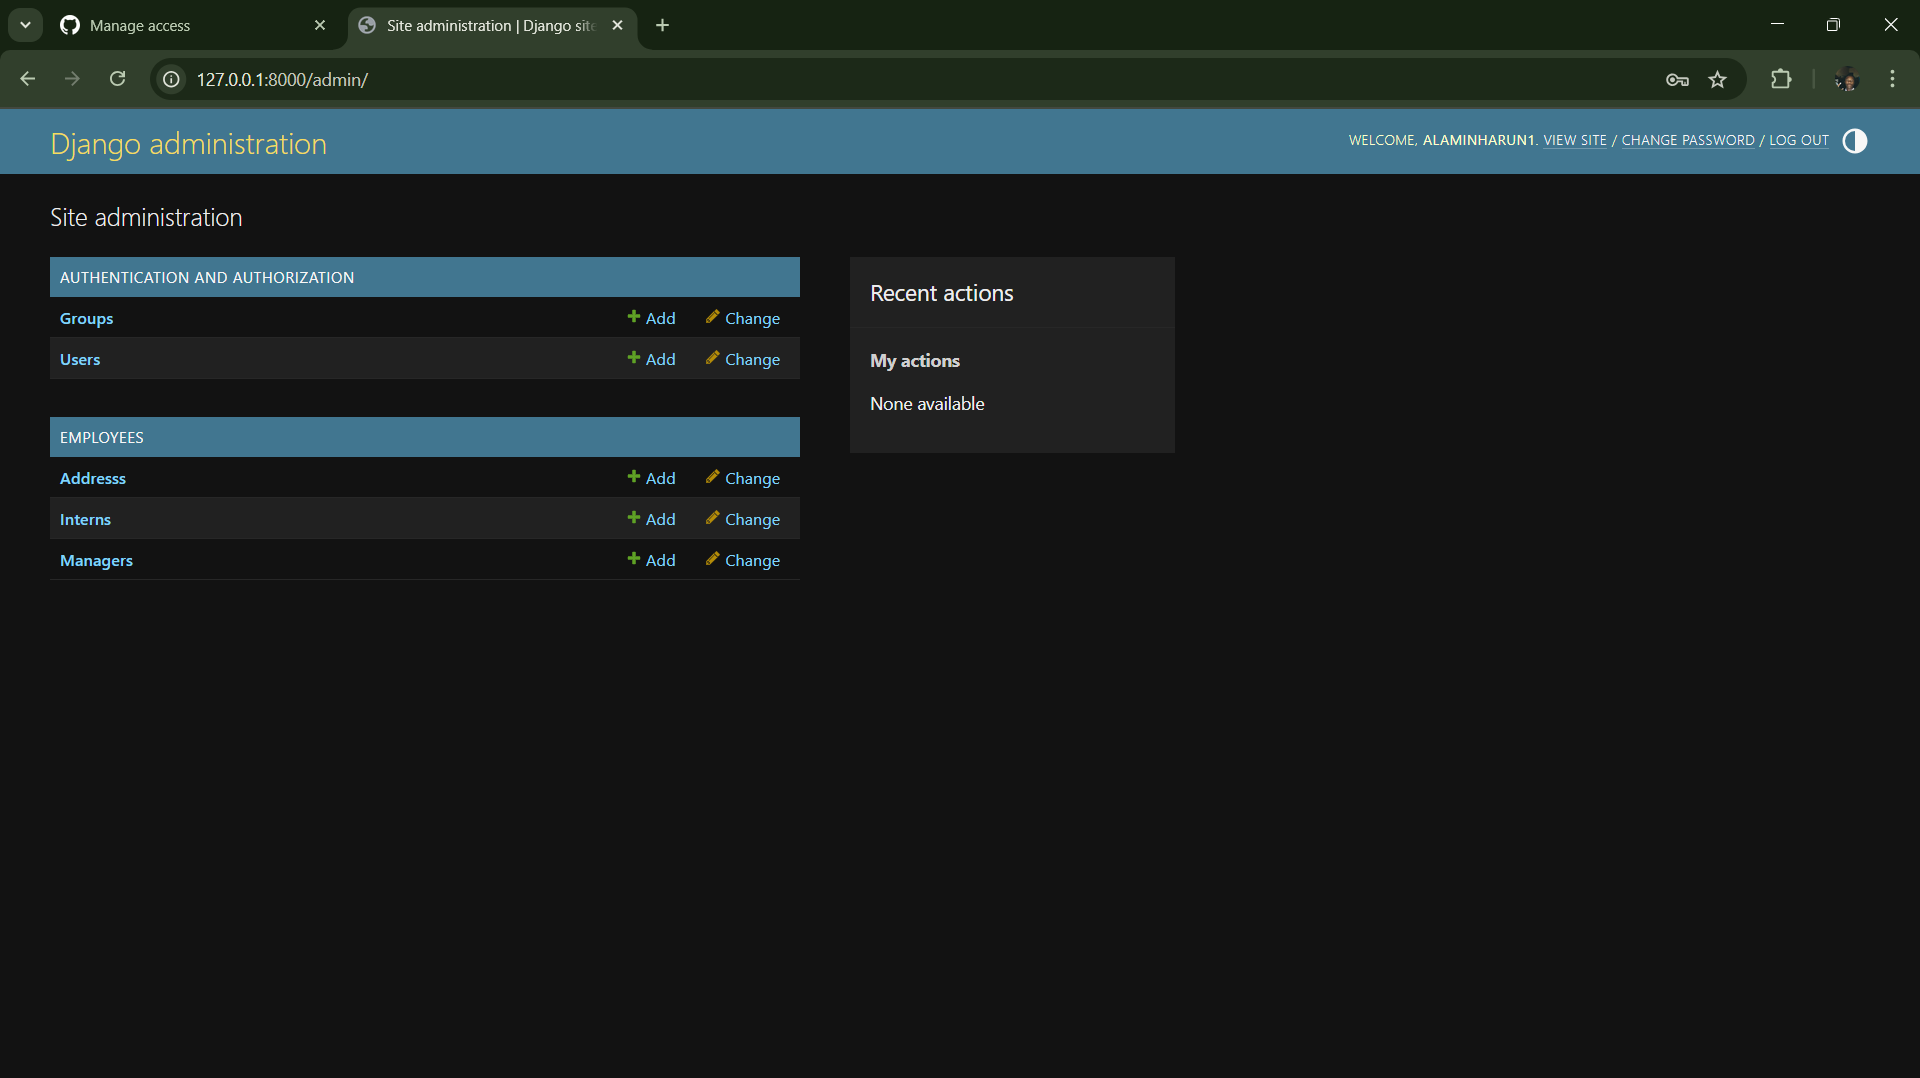 Manage access
Site administration | Django site
127.0.0.1:8000/admin/
Django administration
WELCOME, ALAMINHARUN1. VIEW SITE / CHANGE PASSWORD / LOG OUT
Site administration
AUTHENTICATION AND AUTHORIZATION
Groups Add Change
Users Add Change
EMPLOYEES
Addresss Add Change
Interns Add Change
Managers Add Change
Recent actions
My actions
None available